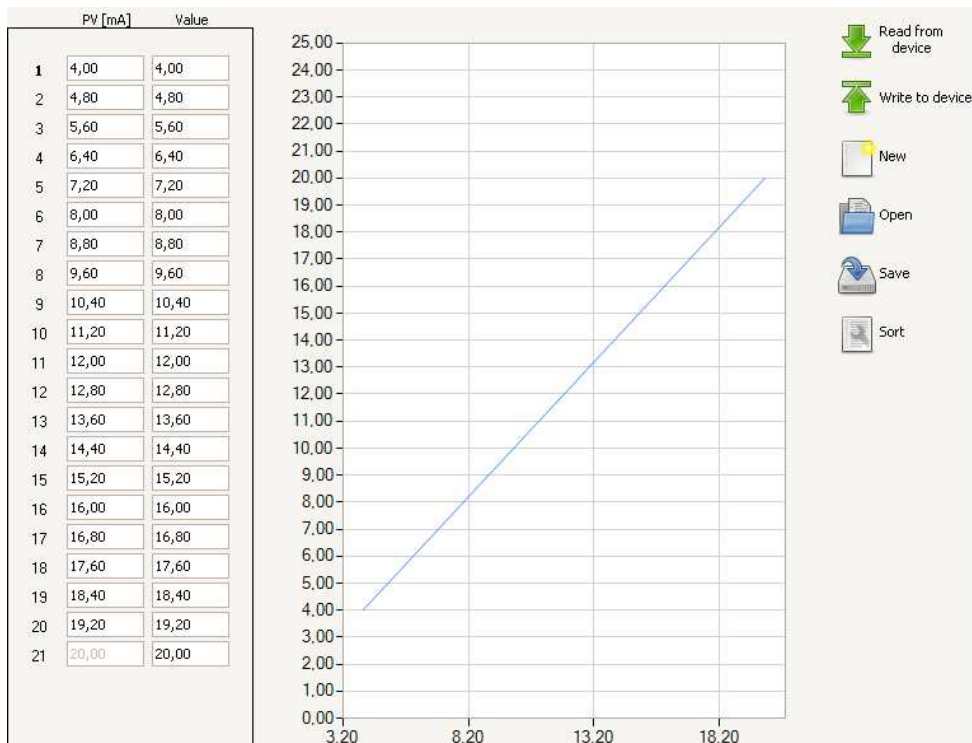 PV [mA] Value
1 4,00 4,00
2 4,80 4,80
3 5,60 5,60
4 6,40 6,40
5 7,20 7,20
6 8,00 8,00
7 8,80 8,80
8 9,60 9,60
9 10,40 10,40
10 11,20 11,20
11 12,00 12,00
12 12,80 12,80
13 13,60 13,60
14 14,40 14,40
15 15,20 15,20
16 16,00 16,00
17 16,80 16,80
18 17,60 17,60
19 18,40 18,40
20 19,20 19,20
21 20,00 20,00
25,00
24,00
23,00
22,00
21,00
20,00
19,00
18,00
17,00
16,00
15,00
14,00
13,00
12,00
11,00
10,00
9,00
8,00
7,00
6,00
5,00
4,00
3,00
2,00
1,00
0,00
3.20 8.20 13.20 18.20
Read from
device
Write to device
New
Open
Save
Sort